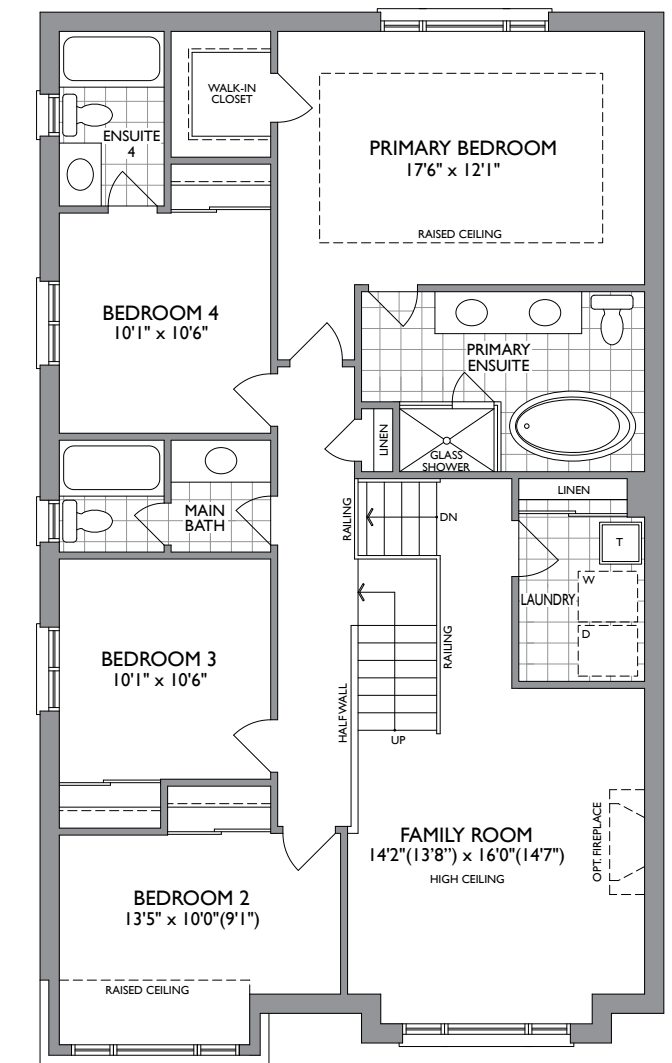 WALK-IN
CLOSET
ENSUITE
4
PRIMARY BEDROOM
17'6" x 12'1"
RAISED CEILING
BEDROOM 4
10'1" x 10'6"
PRIMARY
ENSUITE
LINEN
GLASS
SHOWER
MAIN
BATH
RAILING
DN
LINEN
T
W
LAUNDRY
D
BEDROOM 3
10'1" x 10'6"
RAILING
HALF WALL
UP
FAMILY ROOM
14'2"(13'8”) x 16'0"(14'7")
HIGH CEILING
OPT. FIREPLACE
BEDROOM 2
13'5" x 10'0"(9'1")
RAISED CEILING